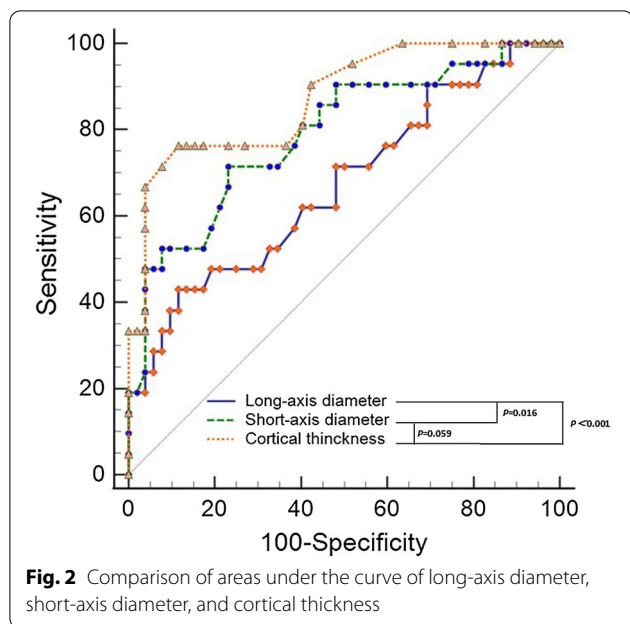 100
80
60
40
20
0
Sensitivity
Long-axis diameter
Short-axis diameter
Cortical thinckness
P=0.016
P=0.059
P<0.001
0 20 40 60 80 100
100-Specificity
Fig. 2 Comparison of areas under the curve of long-axis diameter,
short-axis diameter, and cortical thickness